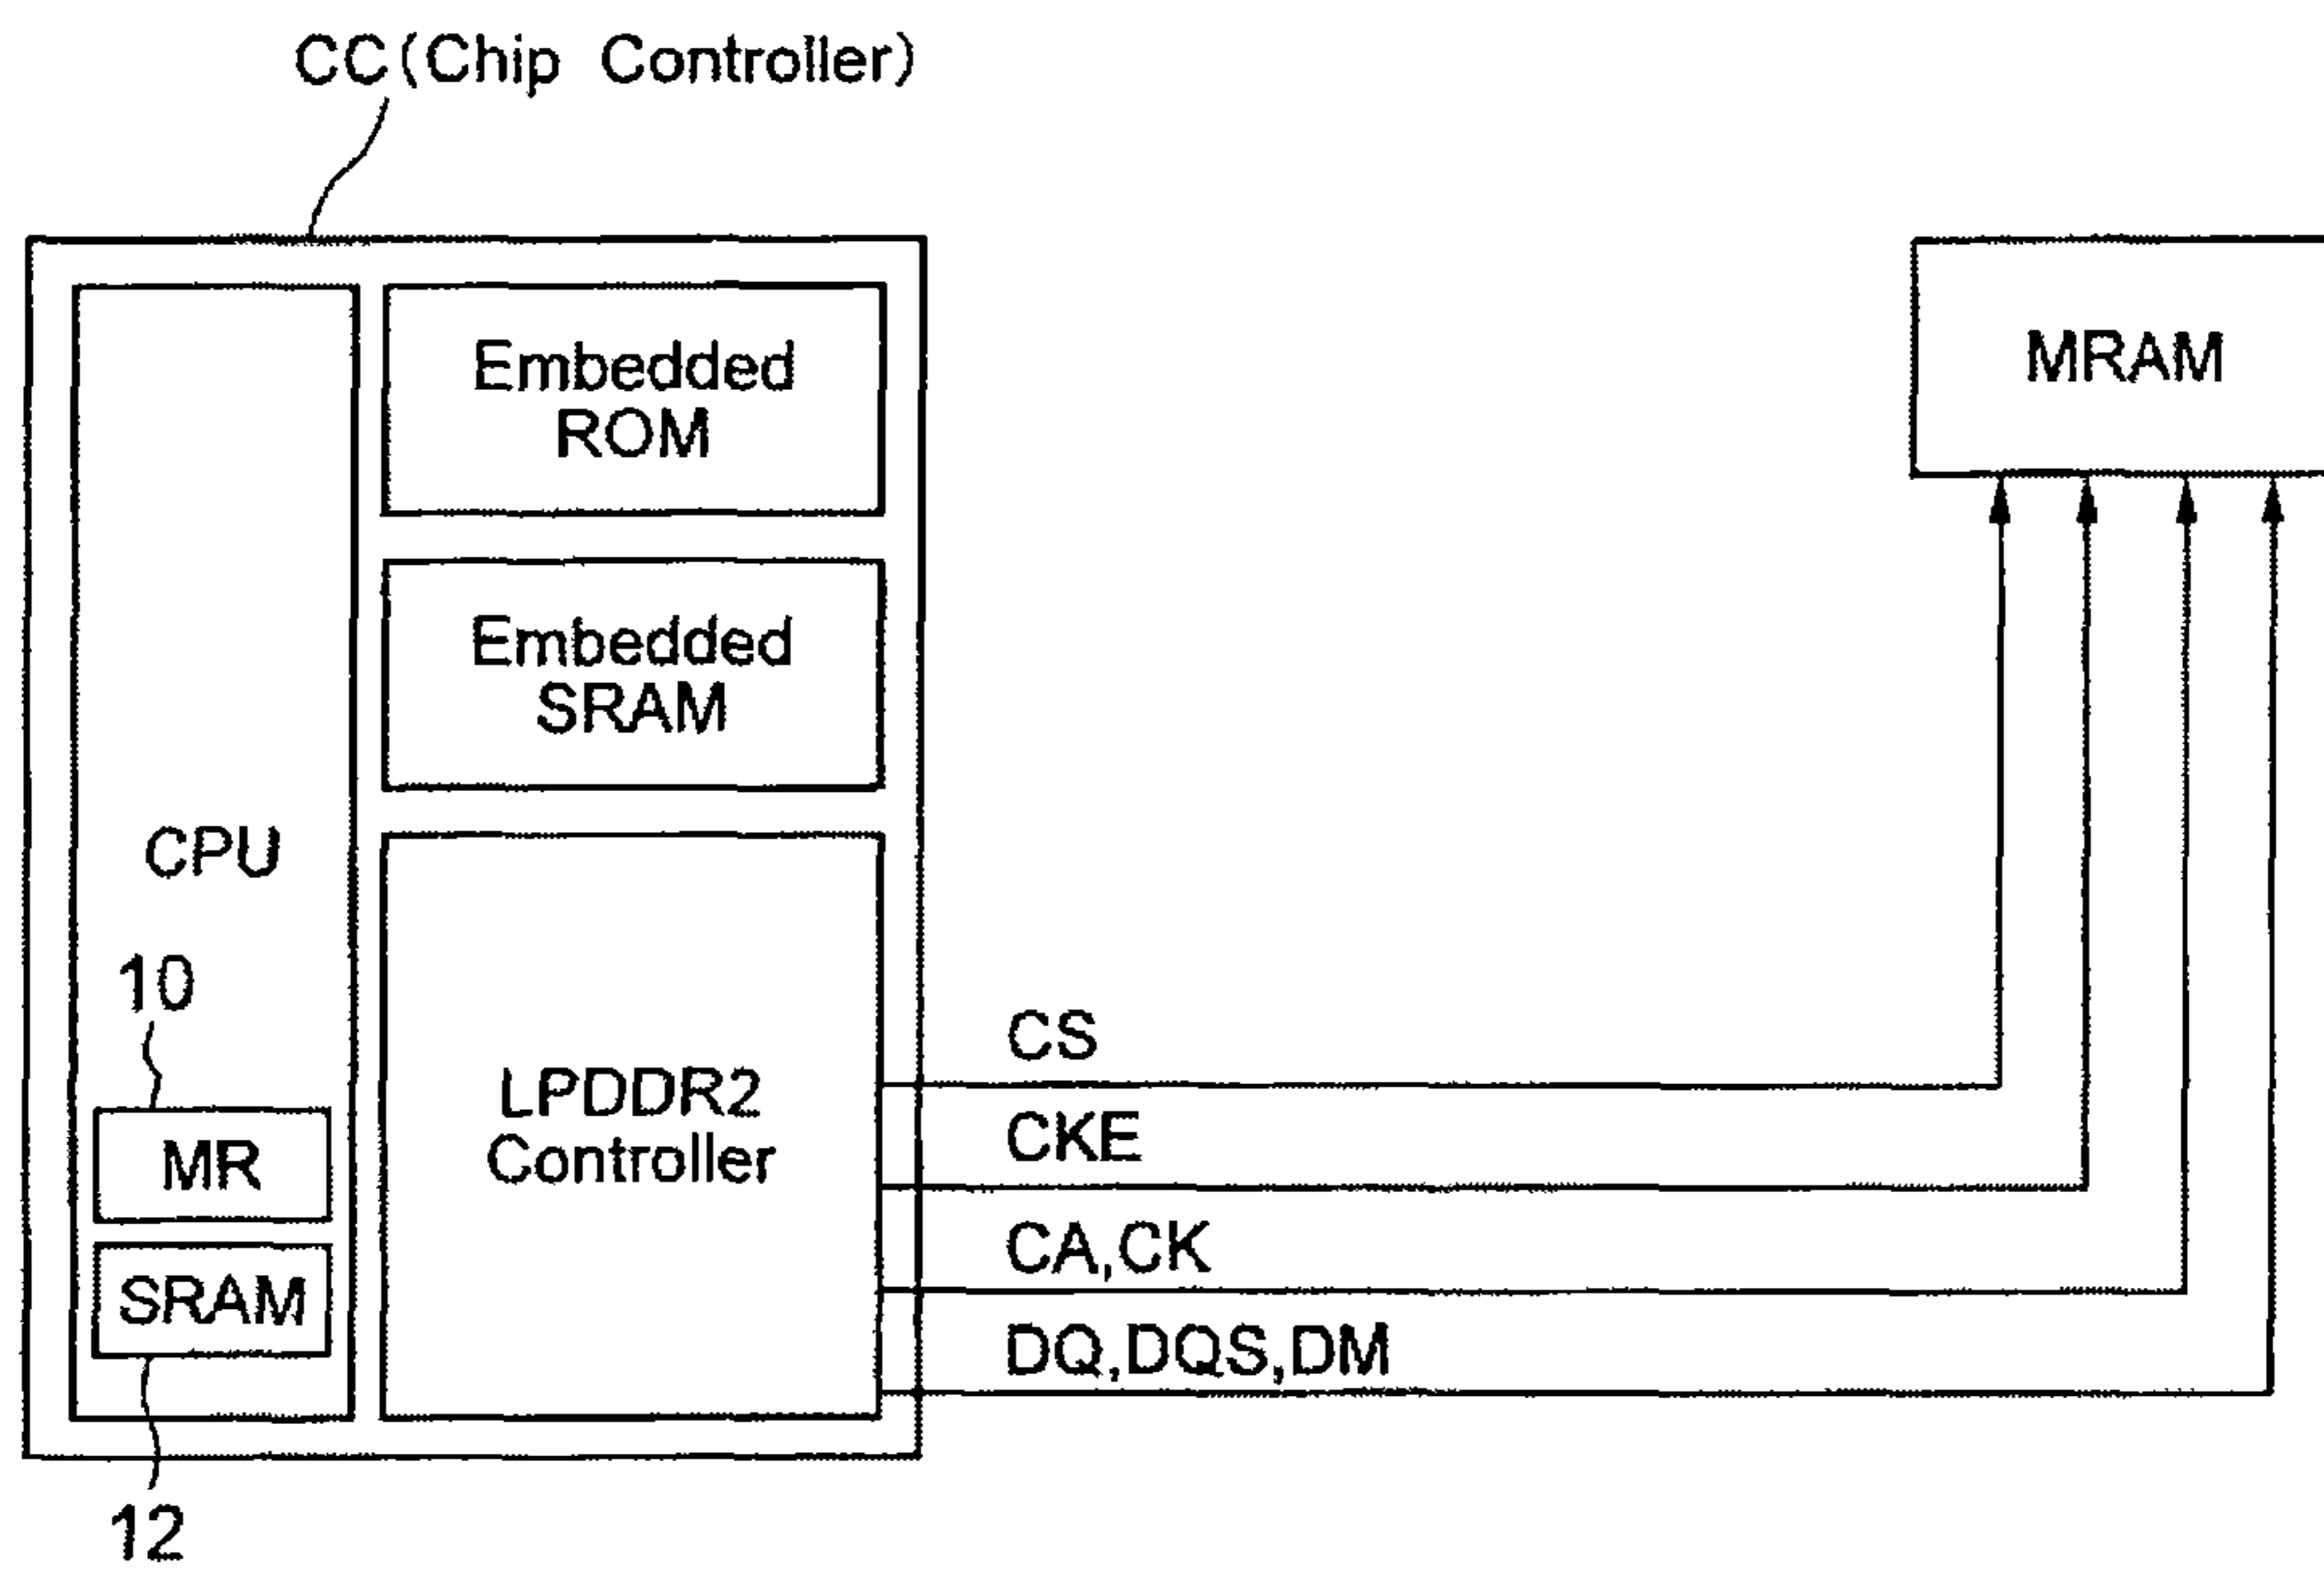 CC(Chip Controller)
Embedded
ROM
MRAM
Embedded
SRAM
CPU
10
MR
SRAM
12
LPDDR2
Controller
CS
CKE
CA,CK
DQ,DQS,DM